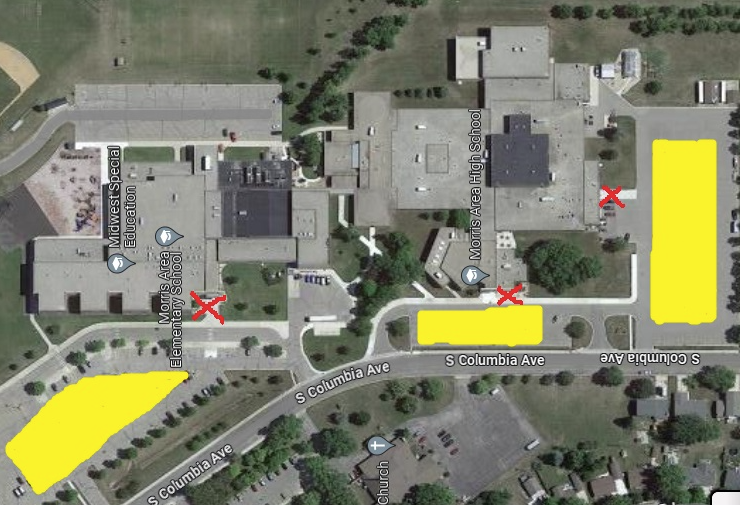 Midwest Special
Education
Morris Area
Elementary School
Morris Area High School
S Columbia Ave
S Columbia Ave
S Columbia Ave
S Columbia Ave
Church